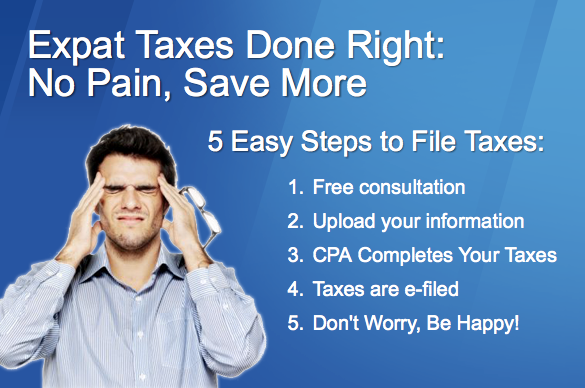 Expat Taxes Done Right:
No Pain, Save More
5 Easy Steps to File Taxes:
1. Free consultation
2. Upload your information
3. CPA Completes Your Taxes
4. Taxes are e-filed
5. Don't Worry, Be Happy!